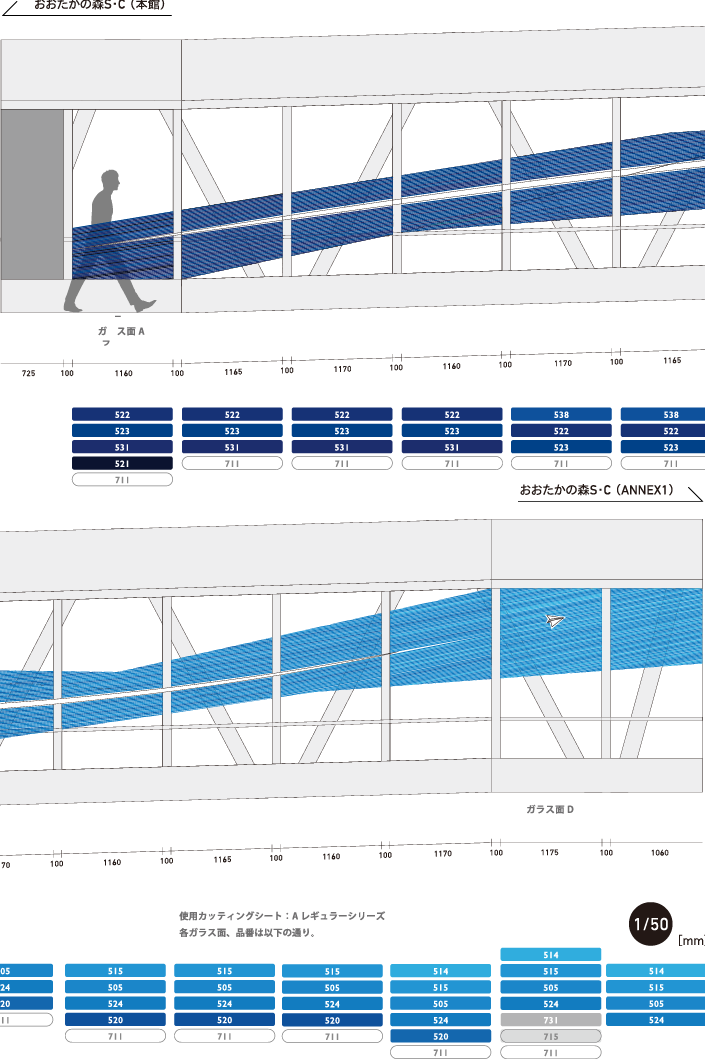 おおたかの森S・C（本館）
ガ ス面 A
フ
725 100 1160 100 1165 100 1170 100 1160 100 1170 100 1165
522 522 522 522 538 538
523 523 523 523 522 522
531 531 531 531 523 523
521 711 711 711 711 711
711
おおたかの森S・C（ANNEX1）
ガラス面 D
70 100 1160 100 1165 100 1160 100 1170 100 1175 100 1060
使用カッティングシート：A レギュラーシリーズ
各ガラス面、品番は以下の通り。
1/50
[mm]
514
05 515 515 515 514 515 514
24 505 505 505 515 505 515
20 524 524 524 505 524 505
11 520 520 520 524 731 524
711 711 711 520 715
711 711